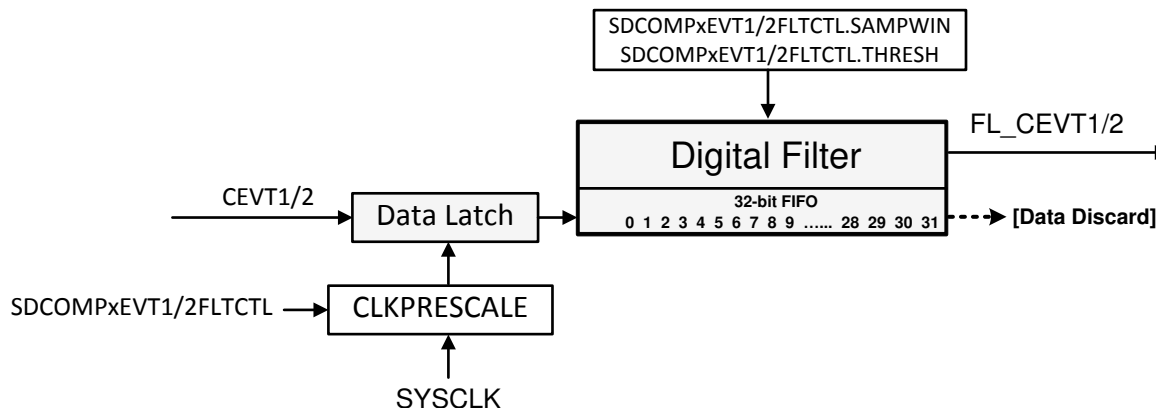 SDCOMPxEVT1/2FLTCTL.SAMPWIN
SDCOMPxEVT1/2FLTCTL.THRESH
FL_CEVT1/2
Digital Filter
CEVT1/2
Data Latch
32-bit FIFO
0 1 2 3 4 5 6 7 8 9 …... 28 29 30 31
[Data Discard]
SDCOMPxEVT1/2FLTCTL
CLKPRESCALE
SYSCLK